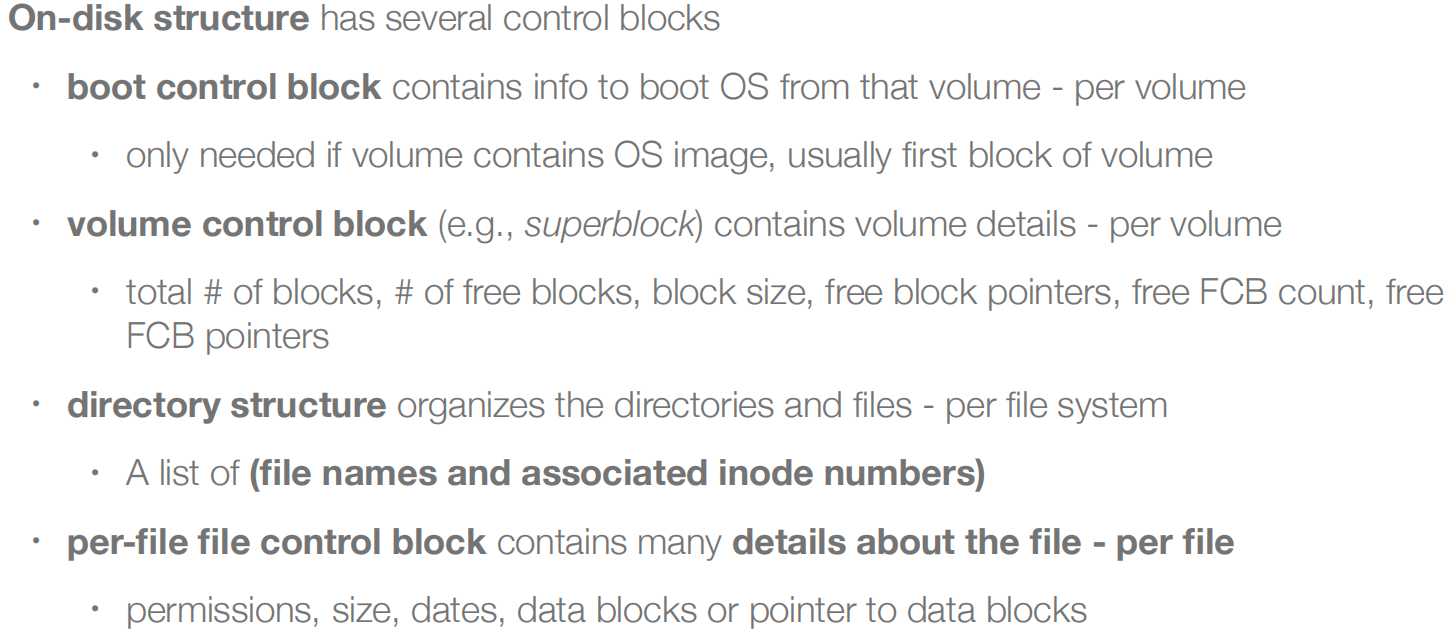 On-disk structure has several control blocks
• boot control block contains info to boot OS from that volume - per volume
• only needed if volume contains OS image, usually first block of volume
• volume control block (e.g., superblock) contains volume details - per volume
• total # of blocks, # of free blocks, block size, free block pointers, free FCB count, free
FCB pointers
• directory structure organizes the directories and files - per file system
• A list of (file names and associated inode numbers)
• per-file file control block contains many details about the file - per file
• permissions, size, dates, data blocks or pointer to data blocks